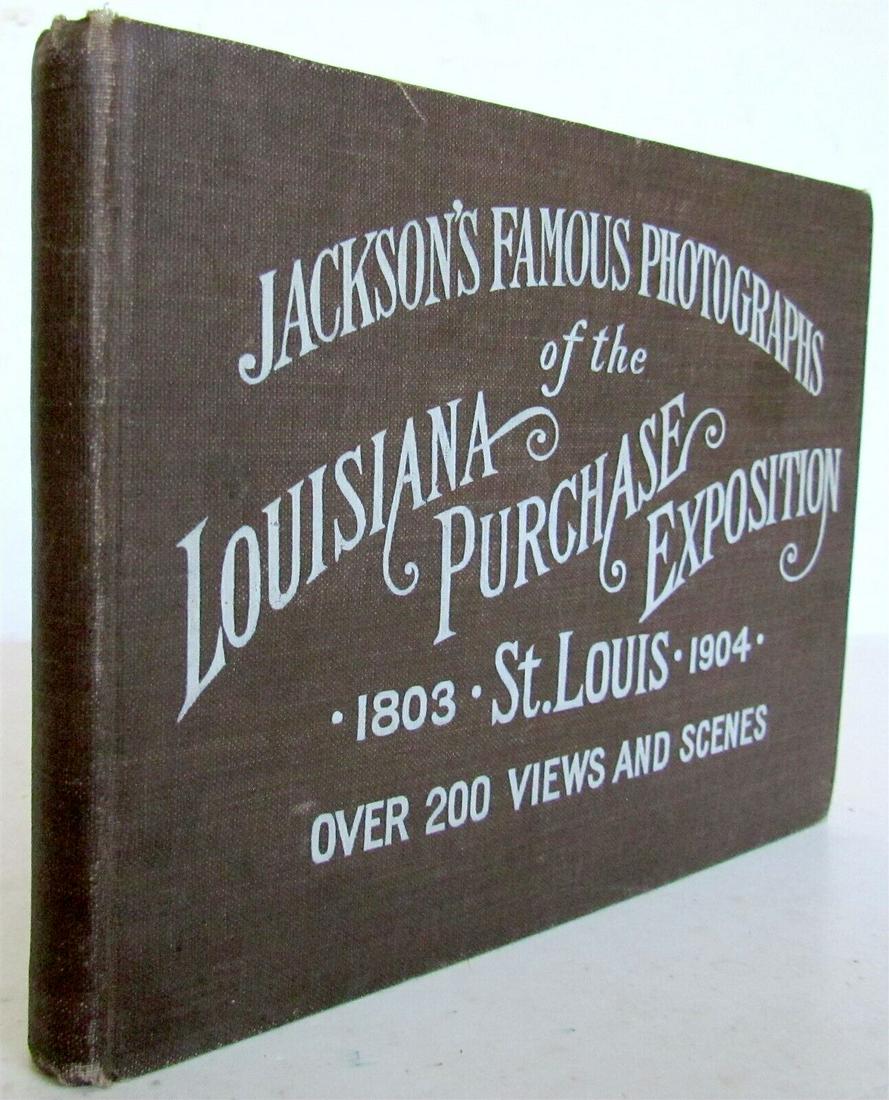 JACKSON'S FAMOUS PHOTOGRAPHS
of the
LOUISIANA PURCHASE EXPOSITION
· 1803 · St. LOUIS · 1904 ·
OVER 200 VIEWS AND SCENES